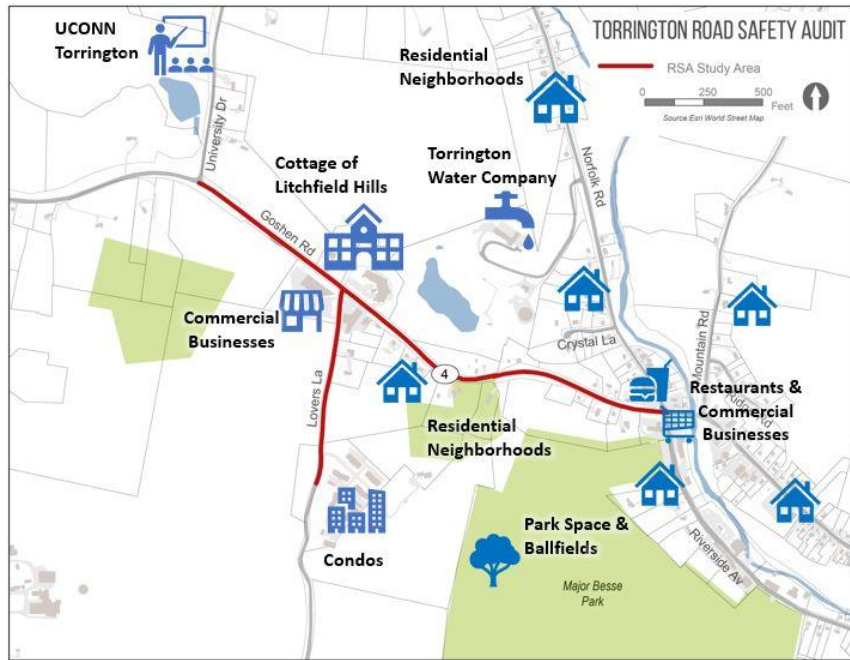 TORRINGTON ROAD SAFETY AUDIT
RSA Study Area
0 250 500
Feet
Source:Esri World Street Map
UCONN
Torrington
Residential
Neighborhoods
University Dr
Cottage of
Litchfield Hills
Torrington
Water Company
Norfolk Rd
Goshen Rd
Commercial
Businesses
Crystal La
Mountain Rd
Lovers La
4
Restaurants &
Commercial
Businesses
Residential
Neighborhoods
Condos
Park Space &
Ballfields
Major Besse
Park
Riverside Av